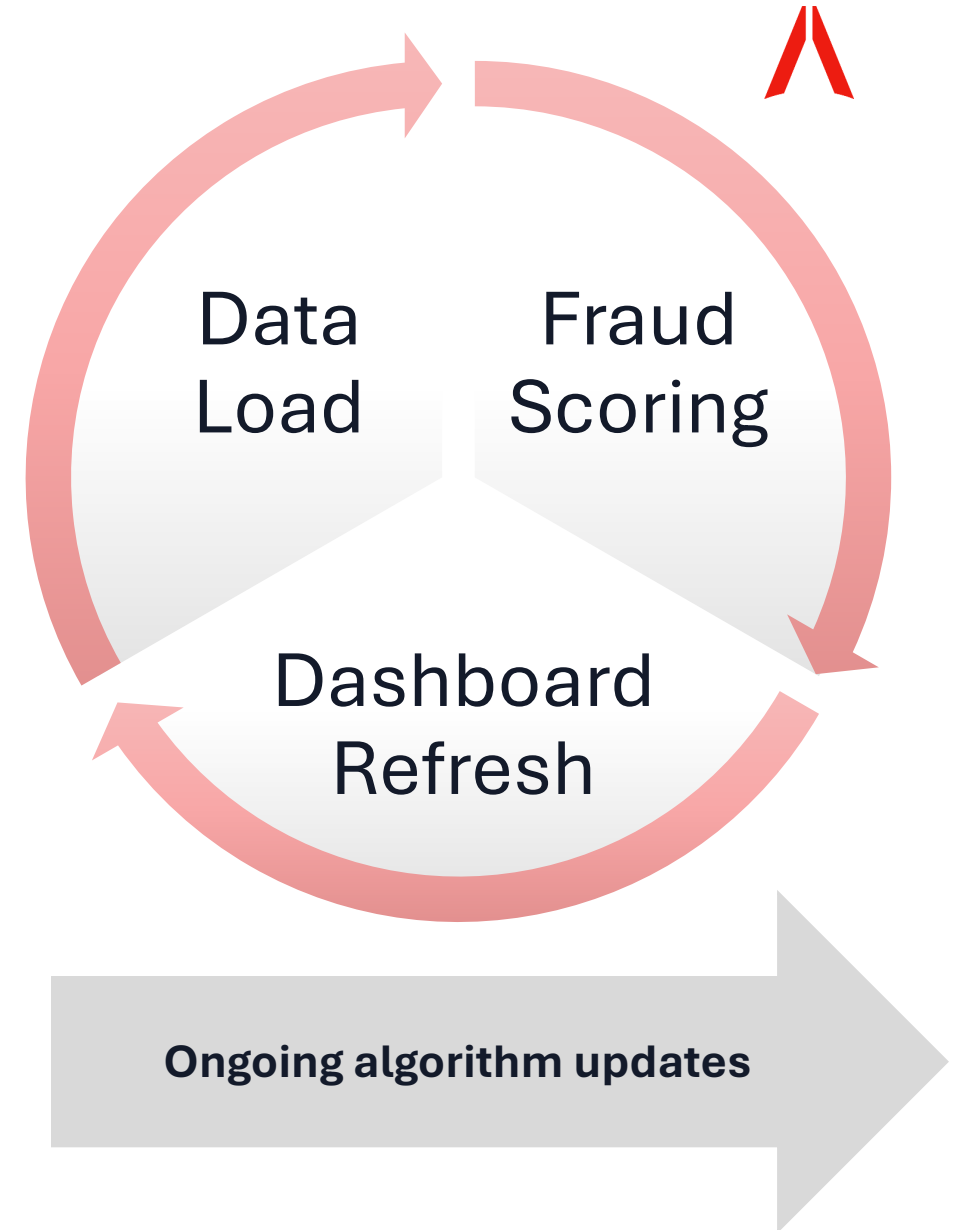 Data
Load
Fraud
Scoring
Dashboard
Refresh
Ongoing algorithm updates